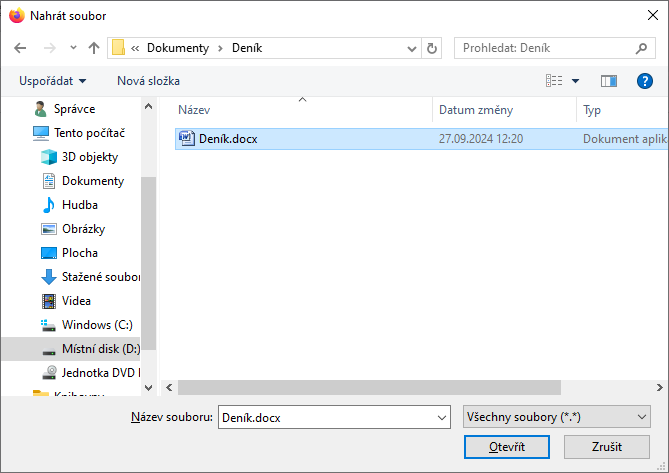 Nahrát soubor
« Dokumenty > Deník
Prohledat: Deník
Uspořádat
Nová složka
?
Správce
Tento počítač
3D objekty
Dokumenty
Hudba
Obrázky
Plocha
Stažené soubor
Videa
Windows (C:)
Místní disk (D:)
Jednotka DVD
Název
Datum změny
Typ
Deník.docx
27.09.2024 12:20
Dokument aplik
Název souboru:
Deník.docx
Všechny soubory (*.*)
Otevřít
Zrušit